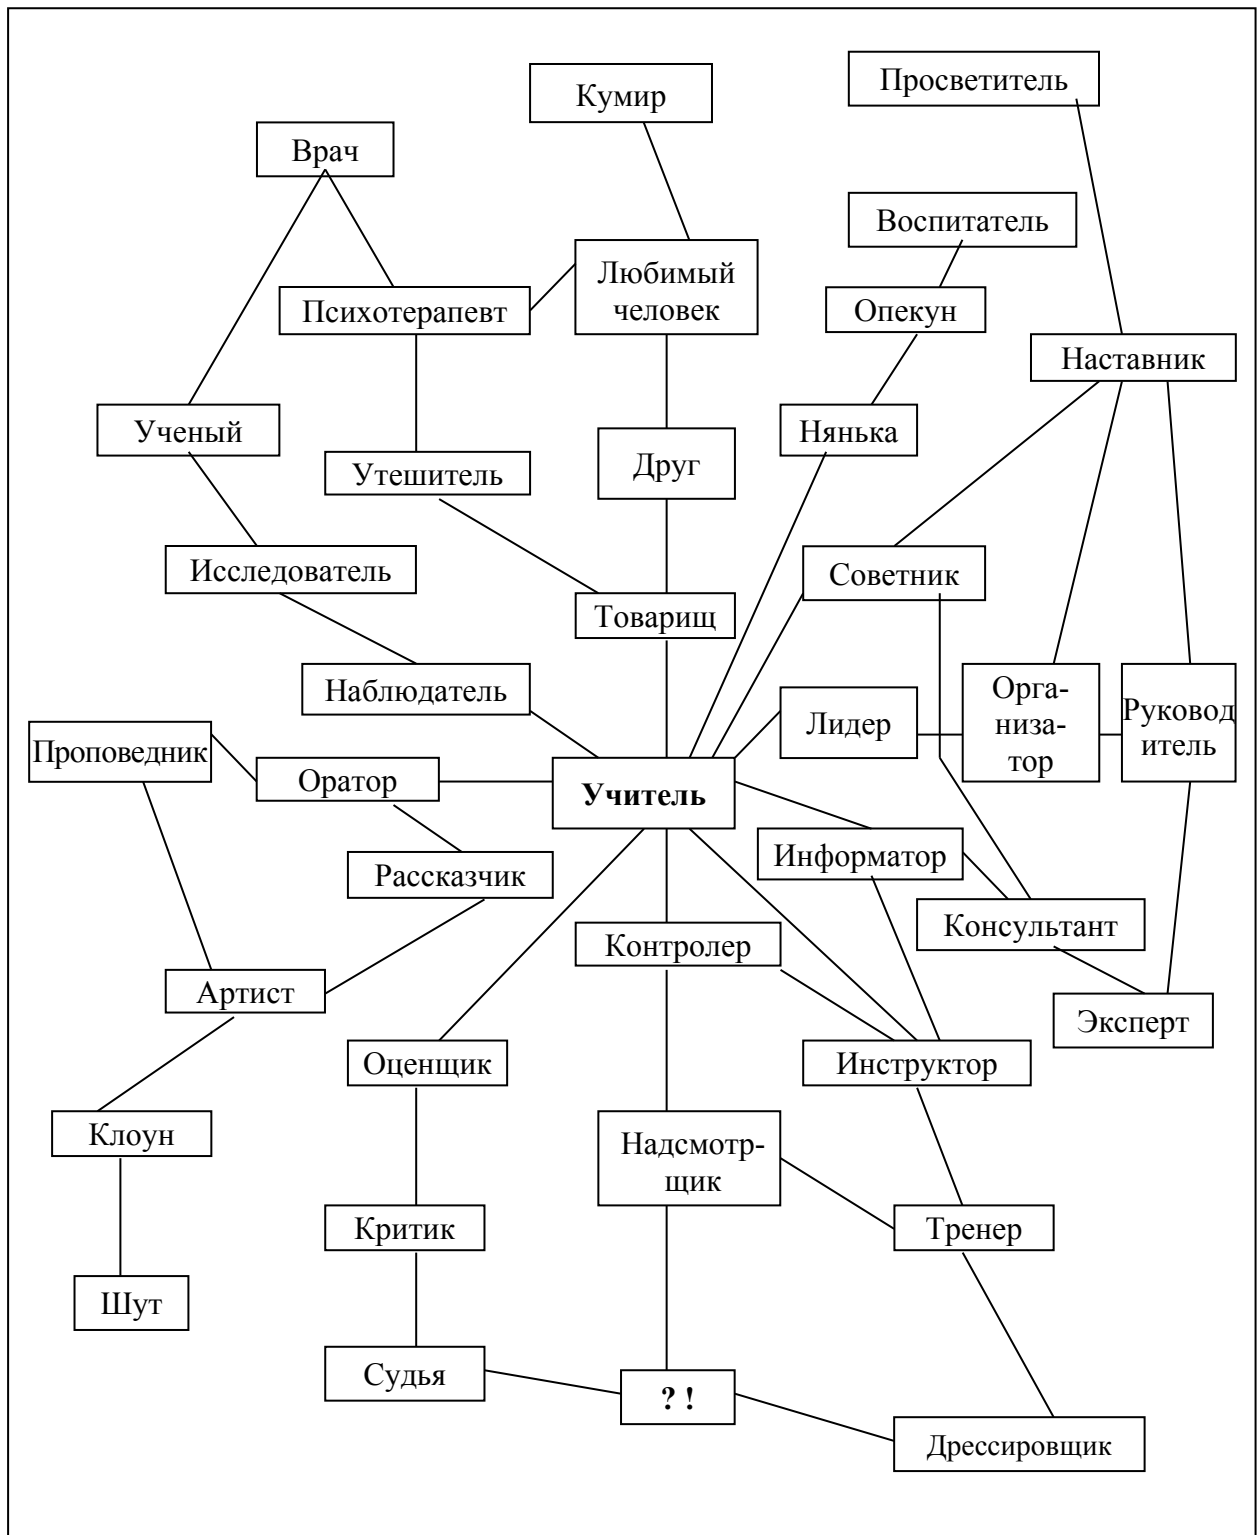 Просветитель
Кумир
Врач
Воспитатель
Любимый
человек
Психотерапевт
Опекун
Наставник
Ученый
Нянька
Друг
Утешитель
Исследователь
Советник
Товарищ
Наблюдатель
Орга-
низа-
тор
Руковод
итель
Лидер
Проповедник
Оратор
Учитель
Информатор
Рассказчик
Консультант
Контролер
Артист
Эксперт
Оценщик
Инструктор
Клоун
Надсмотр-
щик
Критик
Тренер
Шут
Судья
? !
Дрессировщик